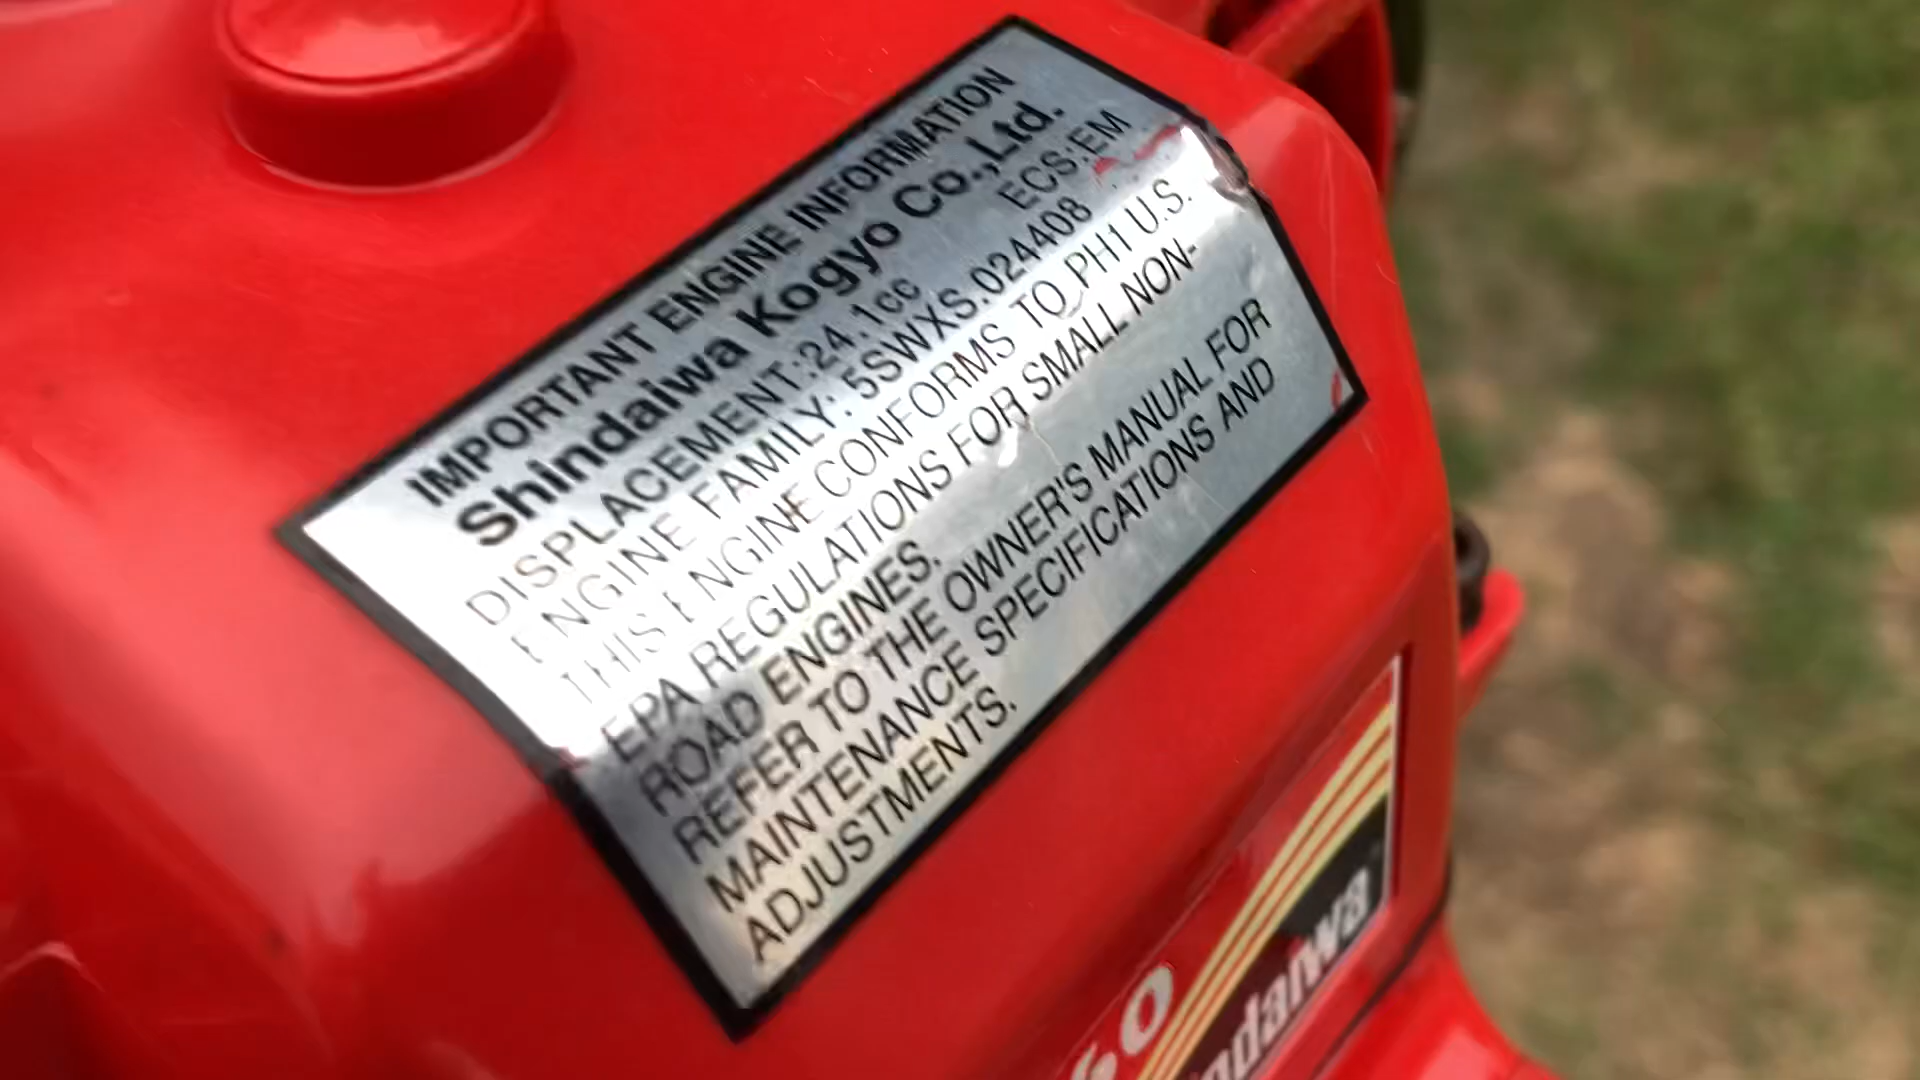 IMPORTANT ENGINE INFORMATION
Shindaiwa Kogyo Co.,Ltd.
DISPLACEMENT:24.1cc ECS:EM
ENGINE FAMILY: 5SWXS.024408
THIS ENGINE CONFORMS TO PH1 U.S.
EPA REGULATIONS FOR SMALL NON-
ROAD ENGINES.
REFER TO THE OWNER'S MANUAL FOR
MAINTENANCE SPECIFICATIONS AND
ADJUSTMENTS.